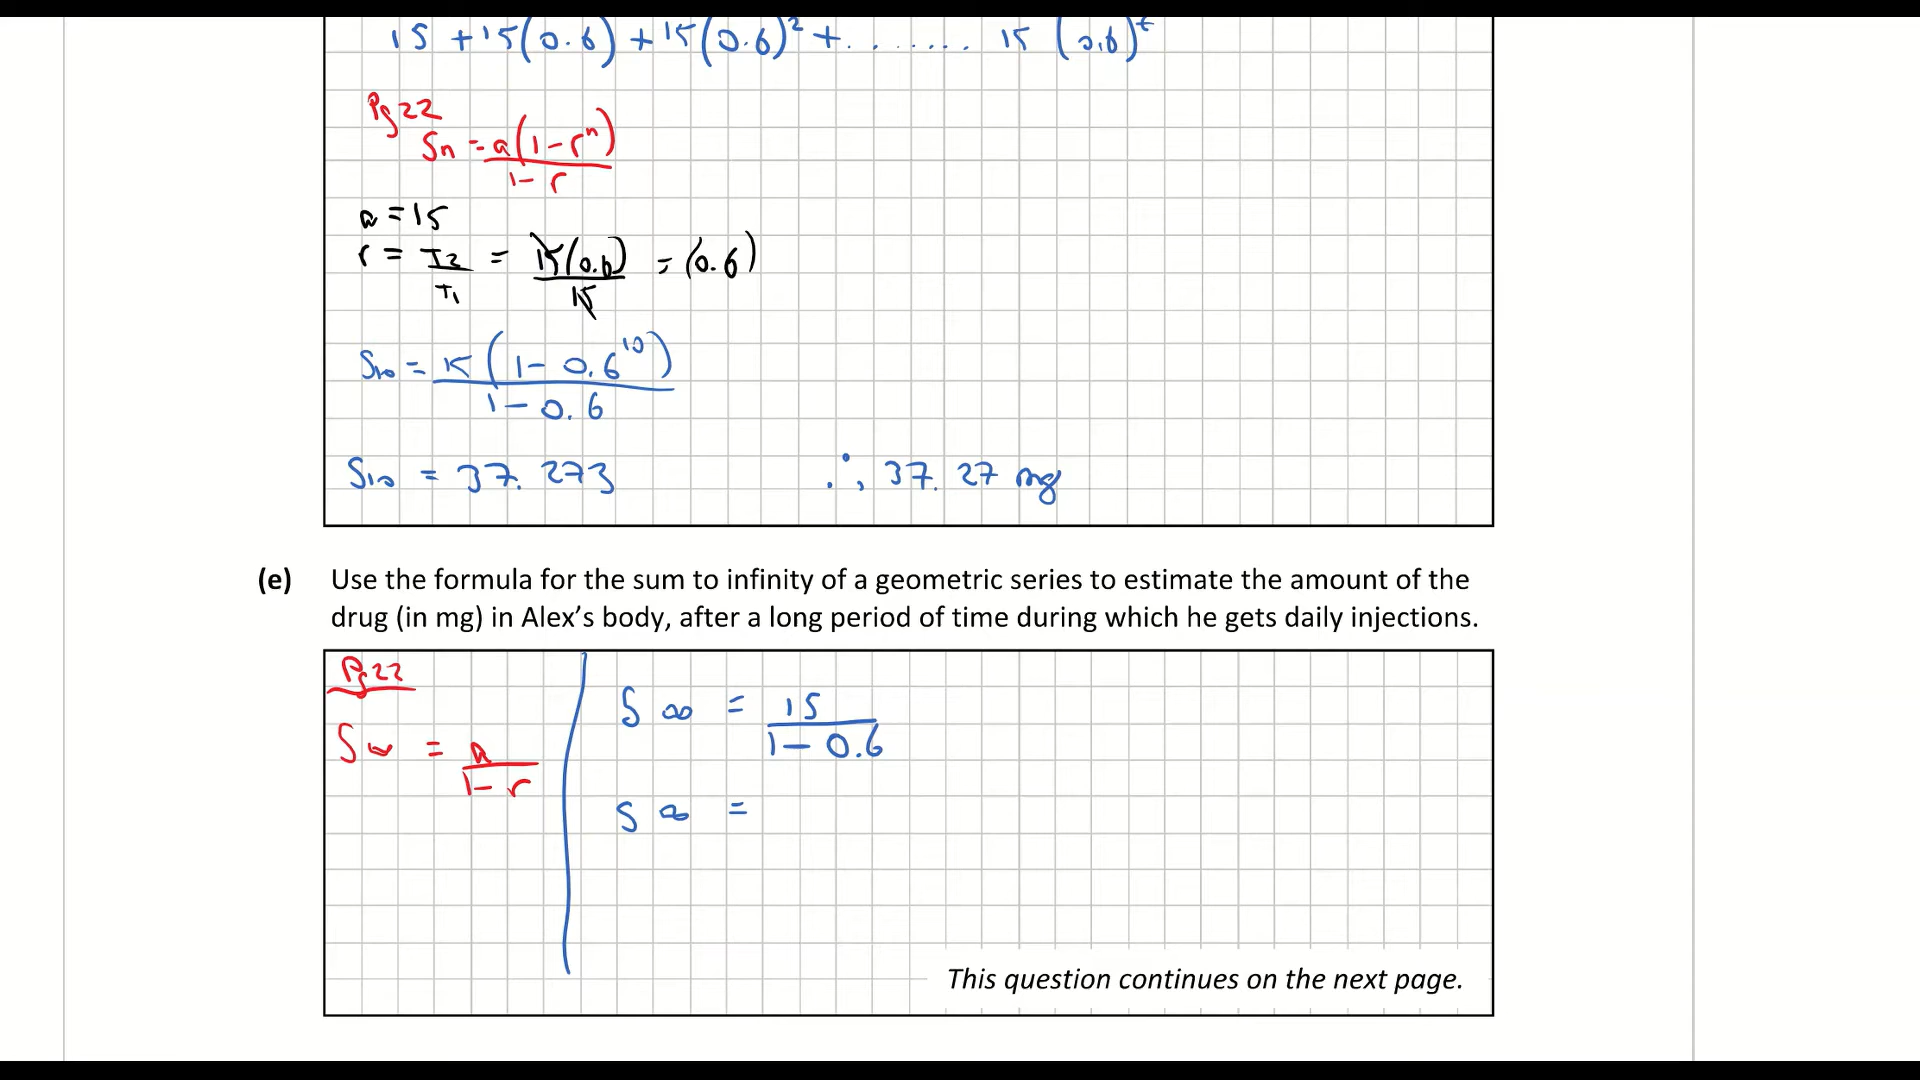 15 + 15(0.6) + 15(0.6)² + ........ 15 (0.6)^t
Pg 22
Sn = a(1 - rⁿ)
1 - r
a = 15
r = T2 = 15(0.6) = (0.6)
T1 15
S10 = 15 (1 - 0.6¹⁰)
1 - 0.6
S10 = 37.273 ∴ 37.27 mg
(e) Use the formula for the sum to infinity of a geometric series to estimate the amount of the
drug (in mg) in Alex's body, after a long period of time during which he gets daily injections.
Pg 22
S∞ = a
1 - r
S∞ = 15
1 - 0.6
S∞ =
This question continues on the next page.